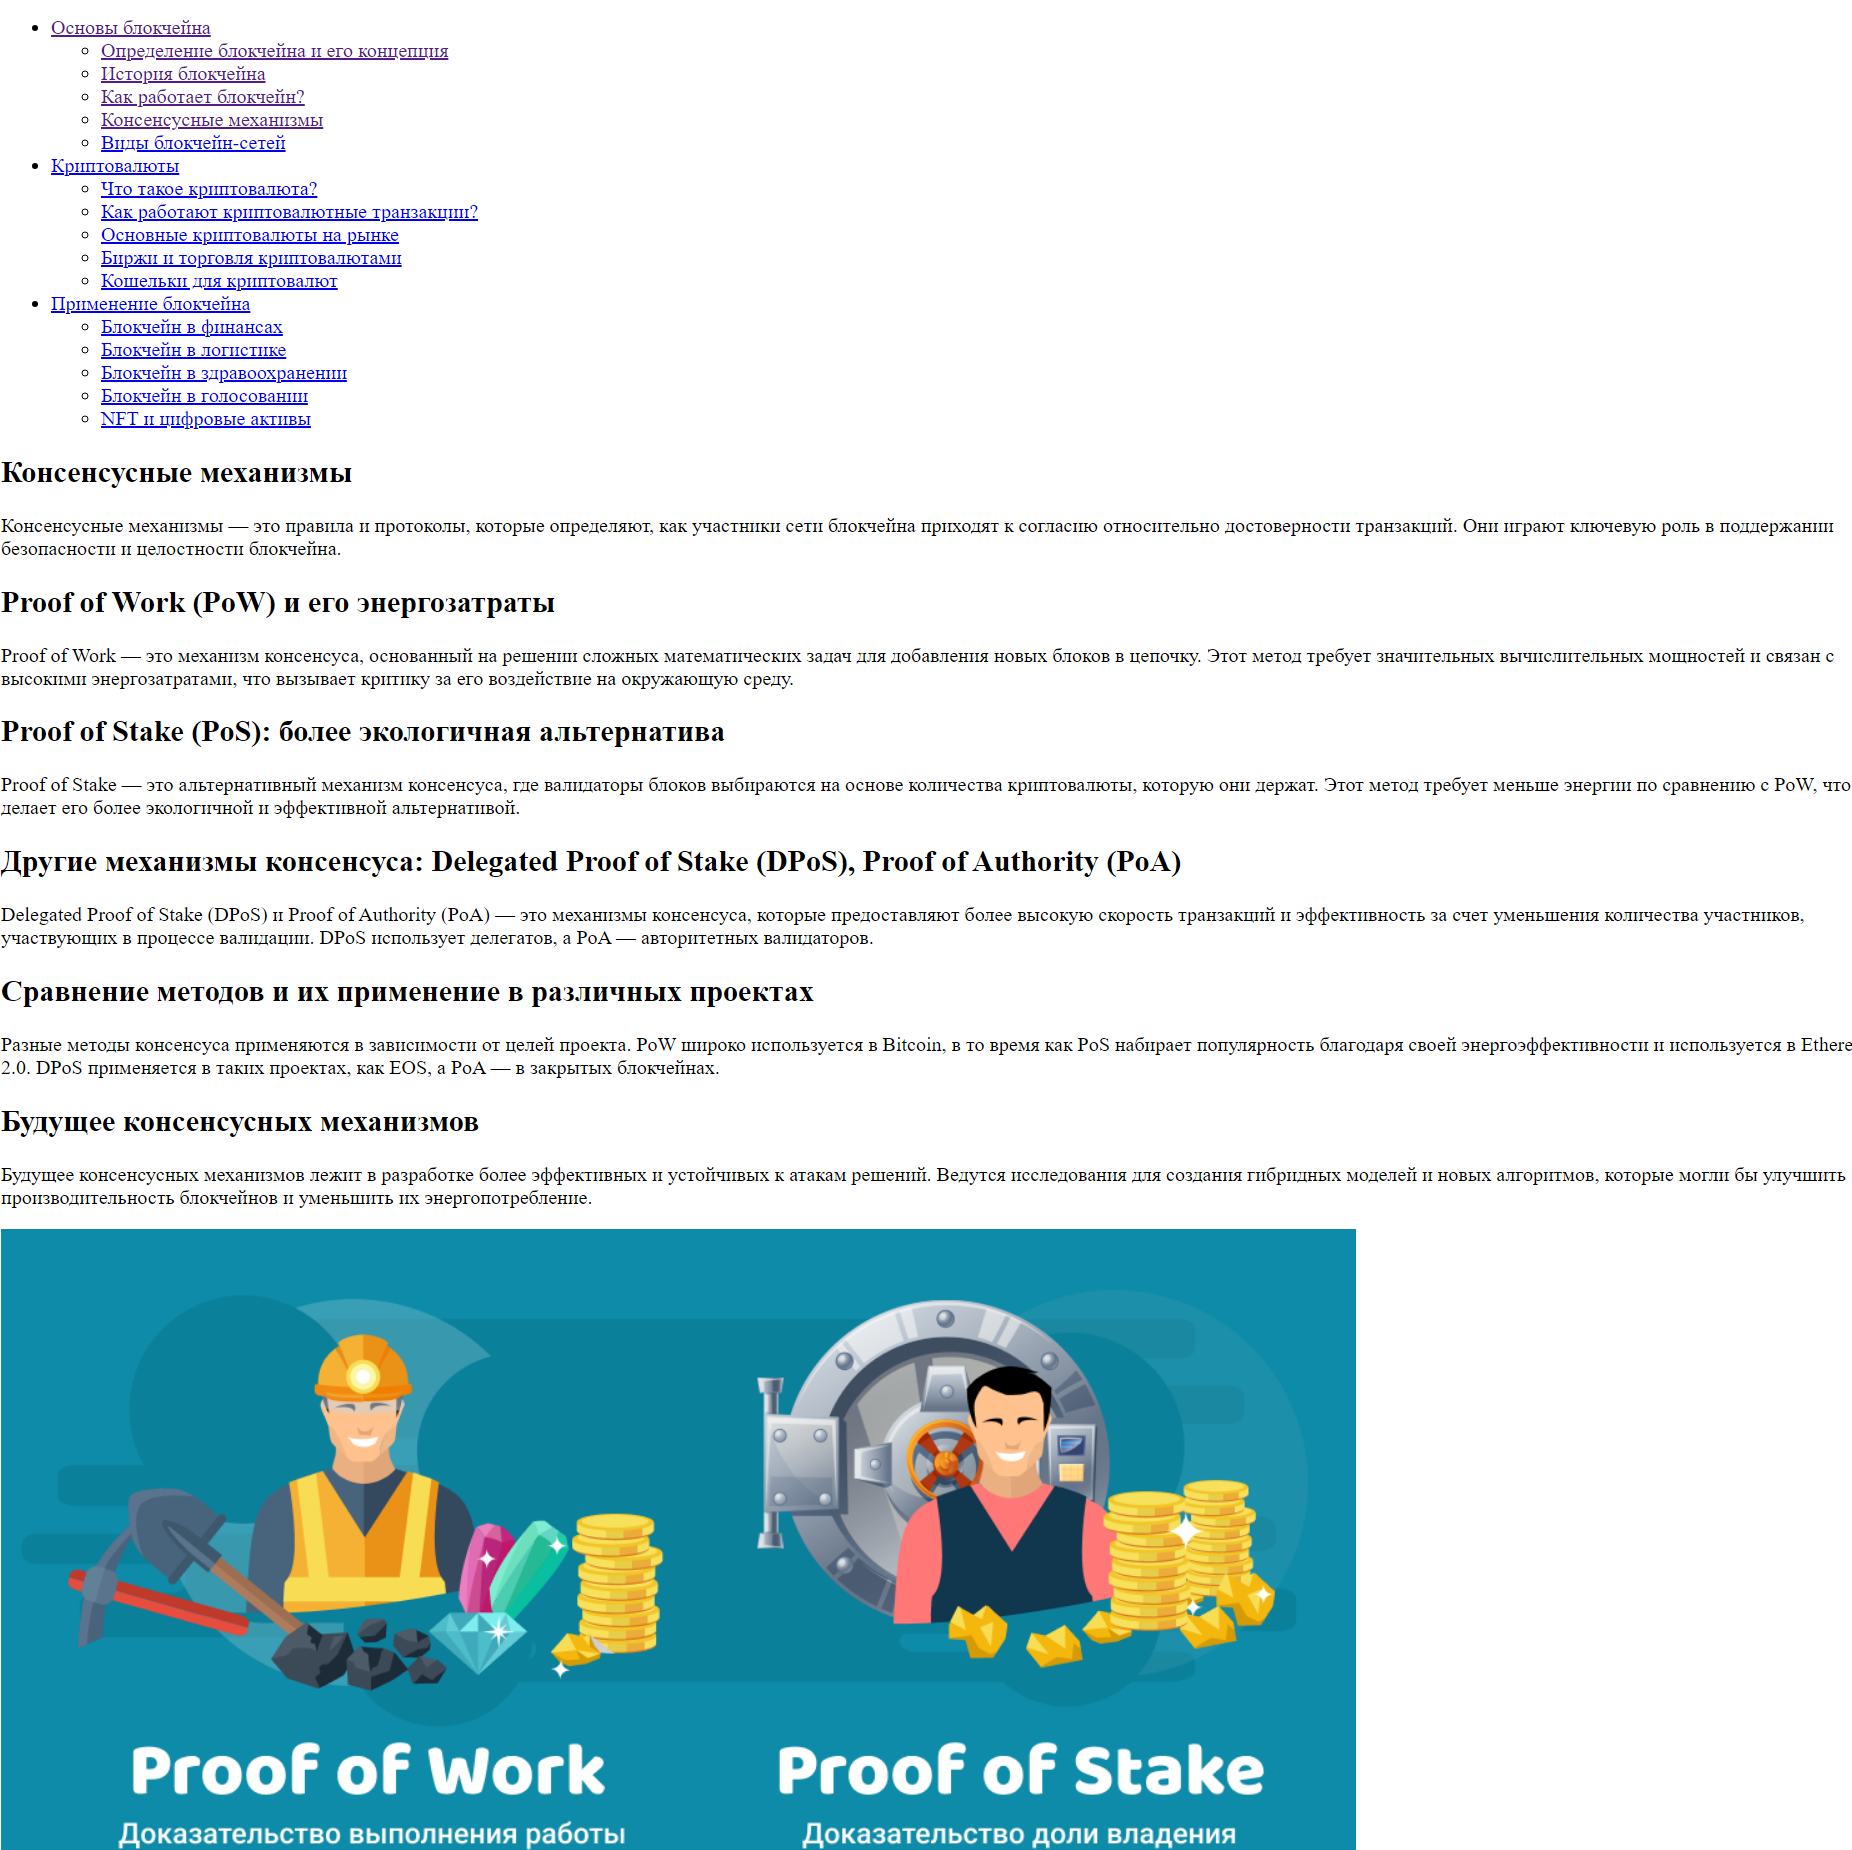 Основы блокчейна
Определение блокчейна и его концепция
История блокчейна
Как работает блокчейн?
Консенсусные механизмы
Виды блокчейн-сетей
Криптовалюты
Что такое криптовалюта?
Как работают криптовалютные транзакции?
Основные криптовалюты на рынке
Биржи и торговля криптовалютами
Кошельки для криптовалют
Применение блокчейна
Блокчейн в финансах
Блокчейн в логистике
Блокчейн в здравоохранении
Блокчейн в голосовании
NFT и цифровые активы
Консенсусные механизмы
Консенсусные механизмы — это правила и протоколы, которые определяют, как участники сети блокчейна приходят к согласию относительно достоверности транзакций. Они играют ключевую роль в поддержании
безопасности и целостности блокчейна.
Proof of Work (PoW) и его энергозатраты
Proof of Work — это механизм консенсуса, основанный на решении сложных математических задач для добавления новых блоков в цепочку. Этот метод требует значительных вычислительных мощностей и связан с
высокими энергозатратами, что вызывает критику за его воздействие на окружающую среду.
Proof of Stake (PoS): более экологичная альтернатива
Proof of Stake — это альтернативный механизм консенсуса, где валидаторы блоков выбираются на основе количества криптовалюты, которую они держат. Этот метод требует меньше энергии по сравнению с PoW, что
делает его более экологичной и эффективной альтернативой.
Другие механизмы консенсуса: Delegated Proof of Stake (DPoS), Proof of Authority (PoA)
Delegated Proof of Stake (DPoS) и Proof of Authority (PoA) — это механизмы консенсуса, которые предоставляют более высокую скорость транзакций и эффективность за счет уменьшения количества участников,
участвующих в процессе валидации. DPoS использует делегатов, а PoA — авторитетных валидаторов.
Сравнение методов и их применение в различных проектах
Разные методы консенсуса применяются в зависимости от целей проекта. PoW широко используется в Bitcoin, в то время как PoS набирает популярность благодаря своей энергоэффективности и используется в Ethere
2.0. DPoS применяется в таких проектах, как EOS, а PoA — в закрытых блокчейнах.
Будущее консенсусных механизмов
Будущее консенсусных механизмов лежит в разработке более эффективных и устойчивых к атакам решений. Ведутся исследования для создания гибридных моделей и новых алгоритмов, которые могли бы улучшить
производительность блокчейнов и уменьшить их энергопотребление.
Proof of Work
Доказательство выполнения работы
Proof of Stake
Доказательство доли владения